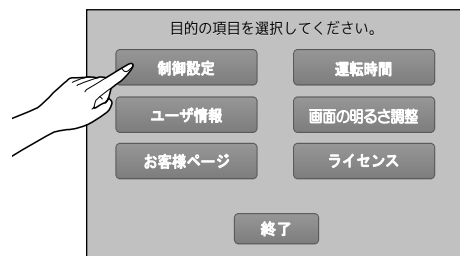 目的の項目を選択してください。
制御設定
運転時間
ユーザ情報
画面の明るさ調整
お客様ページ
ライセンス
終了